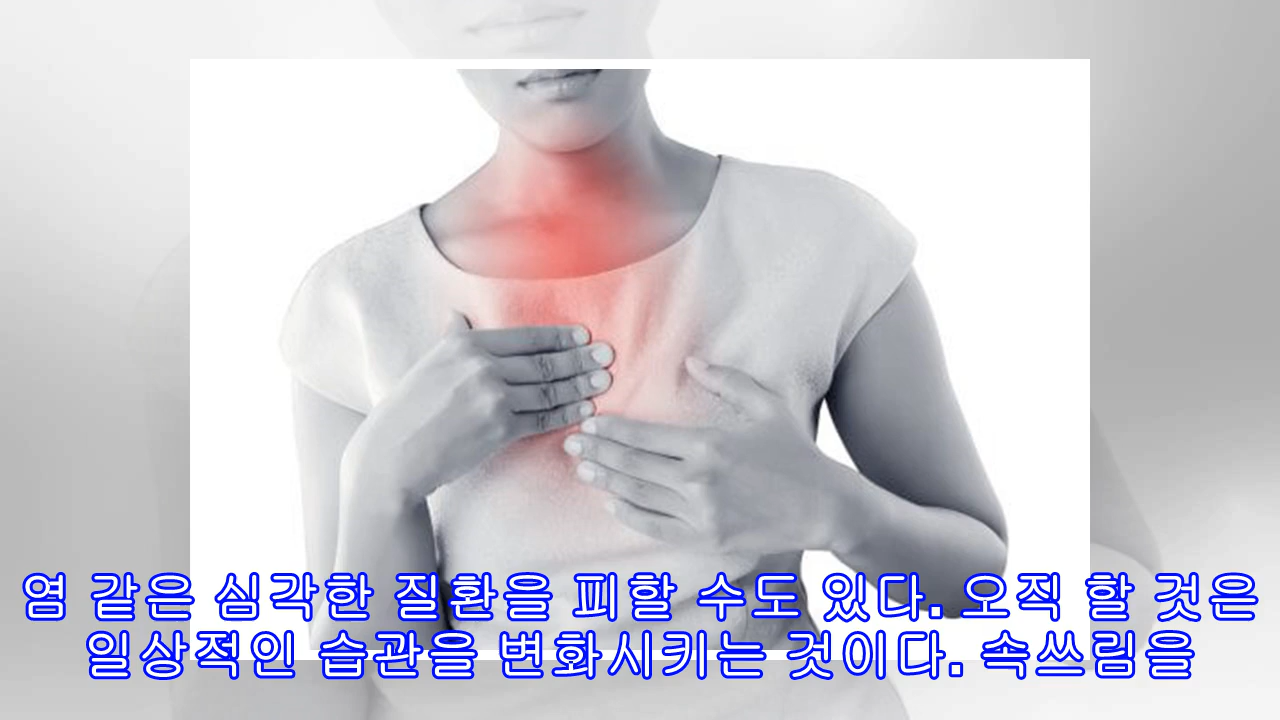 염 같은 심각한 질환을 피할 수도 있다. 오직 할 것은
일상적인 습관을 변화시키는 것이다. 속쓰림을